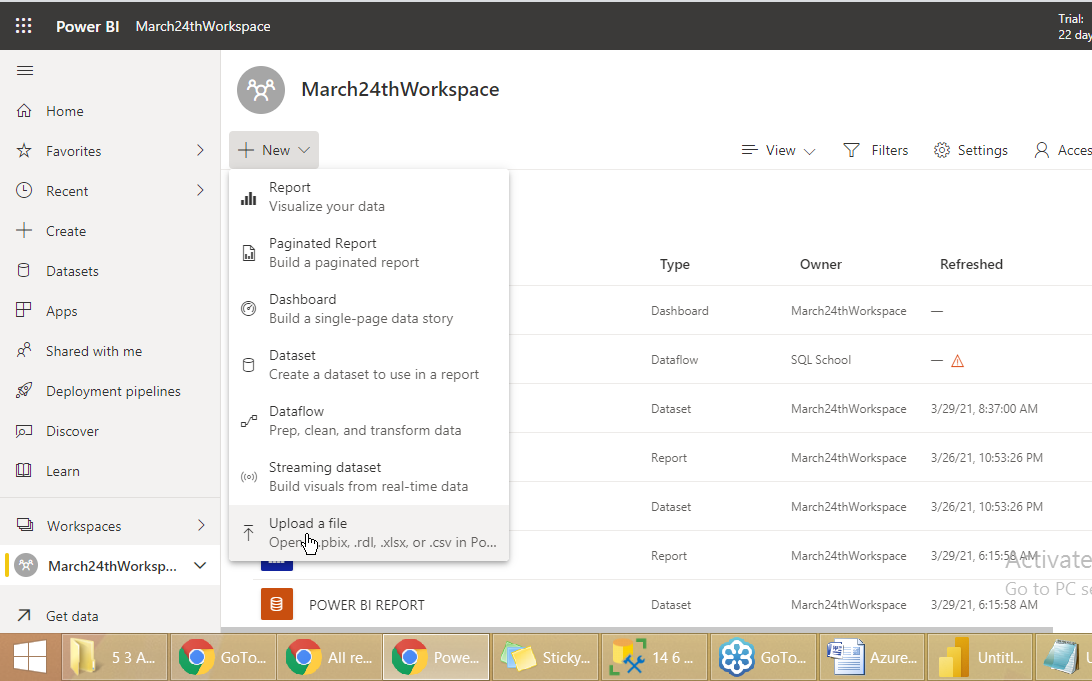 Power BI March24thWorkspace
Trial:
22 day
Home
Favorites
Recent
Create
Datasets
Apps
Shared with me
Deployment pipelines
Discover
Learn
Workspaces
March24thWorksp...
Get data
March24thWorkspace
New
View
Filters
Settings
Acces
Report
Visualize your data
Paginated Report
Build a paginated report
Dashboard
Build a single-page data story
Dataset
Create a dataset to use in a report
Dataflow
Prep, clean, and transform data
Streaming dataset
Build visuals from real-time data
Upload a file
Open .pbix, .rdl, .xlsx, or .csv in Po...
Type Owner Refreshed
Dashboard March24thWorkspace —
Dataflow SQL School —
Dataset March24thWorkspace 3/29/21, 8:37:00 AM
Report March24thWorkspace 3/26/21, 10:53:26 PM
Dataset March24thWorkspace 3/26/21, 10:53:26 PM
Report March24thWorkspace 3/29/21, 6:15:58 AM
POWER BI REPORT Dataset March24thWorkspace 3/29/21, 6:15:58 AM
Activate
Go to PC se
5 3 A...
GoTo...
All re...
Powe...
Sticky...
14 6 ...
GoTo...
Azure...
Untitl...
U